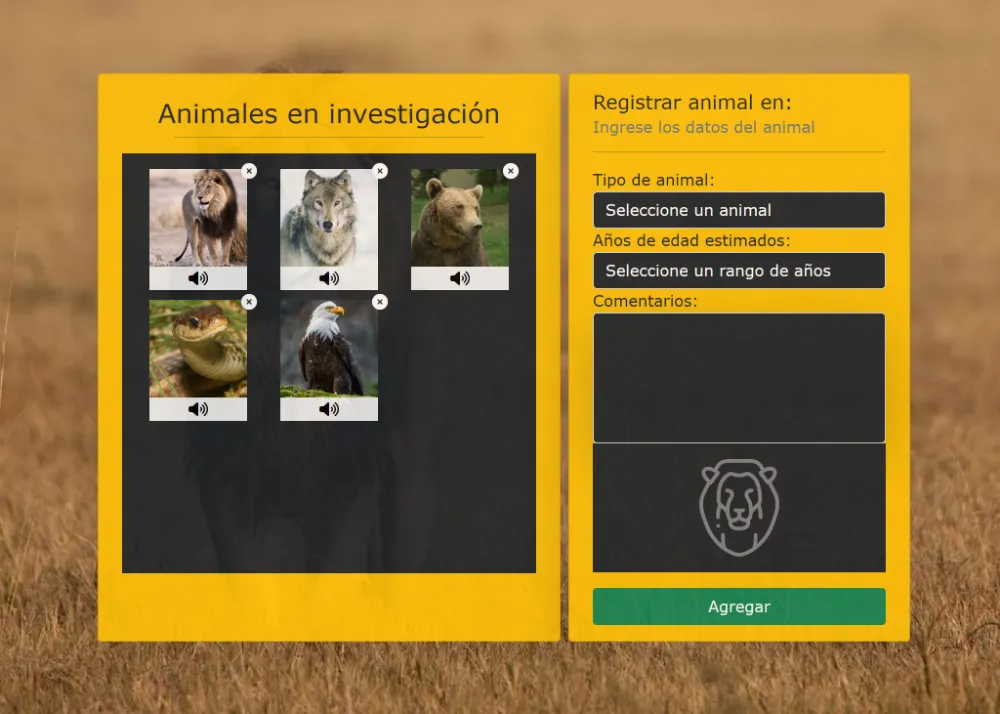 Animales en investigación
Registrar animal en:
Ingrese los datos del animal
Tipo de animal:
Seleccione un animal
Años de edad estimados:
Seleccione un rango de años
Comentarios:
Agregar